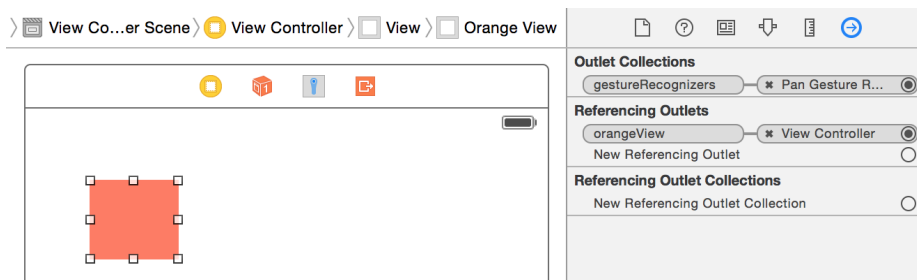 View Co...er Scene 〉 View Controller 〉 View 〉 Orange View
Outlet Collections
gestureRecognizers
Pan Gesture R...
Referencing Outlets
orangeView
View Controller
New Referencing Outlet
Referencing Outlet Collections
New Referencing Outlet Collection